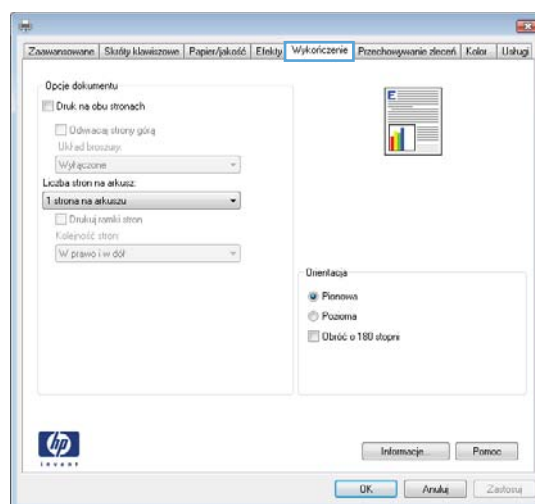 Zaawansowane Skróty klawiszowe Papier/jakość Efekty Wykończenie Przechowywanie zleceń Kolor Usługi
Opcje dokumentu
Druk na obu stronach
Odwracaj strony górą
Układ broszury:
Wyłączone
Liczba stron na arkusz:
1 strona na arkuszu
Drukuj ramki stron
Kolejność stron:
W prawo i w dół
E
Orientacja
Pionowa
Pozioma
Obróć o 180 stopni
hp
invent
Informacje... Pomoc
OK Anuluj Zastosuj